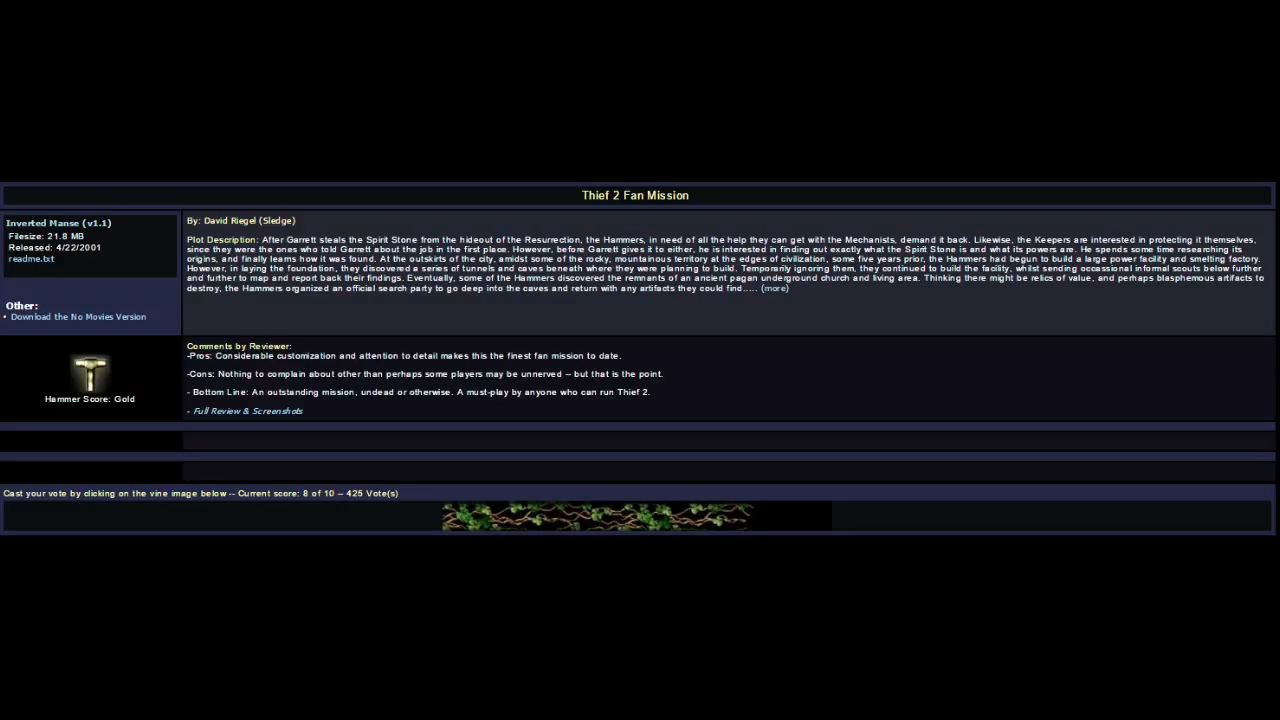 Thief 2 Fan Mission
Inverted Manse (v1.1)
Filesize: 21.8 MB
Released: 4/22/2001
readme.txt
Other:
• Download the No Movies Version
By: David Riegel (Sledge)
Plot Description: After Garrett steals the Spirit Stone from the hideout of the Resurrection, the Hammers, in need of all the help they can get with the Mechanists, demand it back. Likewise, the Keepers are interested in protecting it themselves,
since they were the ones who told Garrett about the job in the first place. However, before Garrett gives it to either, he is interested in finding out exactly what the Spirit Stone is and what its powers are. He spends some time researching its
origins, and finally learns how it was found. At the outskirts of the city, amidst some of the rocky, mountainous territory at the edges of civilization, some five years prior, the Hammers had begun to build a large power facility and smelting factory.
However, in laying the foundation, they discovered a series of tunnels and caves beneath where they were planning to build. Temporarily ignoring them, they continued to build the facility, whilst sending occassional informal scouts below further
and further to map and report back their findings. Eventually, some of the Hammers discovered the remnants of an ancient pagan underground church and living area. Thinking there might be relics of value, and perhaps blasphemous artifacts to
destroy, the Hammers organized an official search party to go deep into the caves and return with any artifacts they could find..... (more)
Hammer Score: Gold
Comments by Reviewer:
-Pros: Considerable customization and attention to detail makes this the finest fan mission to date.
-Cons: Nothing to complain about other than perhaps some players may be unnerved -- but that is the point.
- Bottom Line: An outstanding mission, undead or otherwise. A must-play by anyone who can run Thief 2.
- Full Review & Screenshots
Cast your vote by clicking on the vine image below -- Current score: 8 of 10 -- 425 Vote(s)